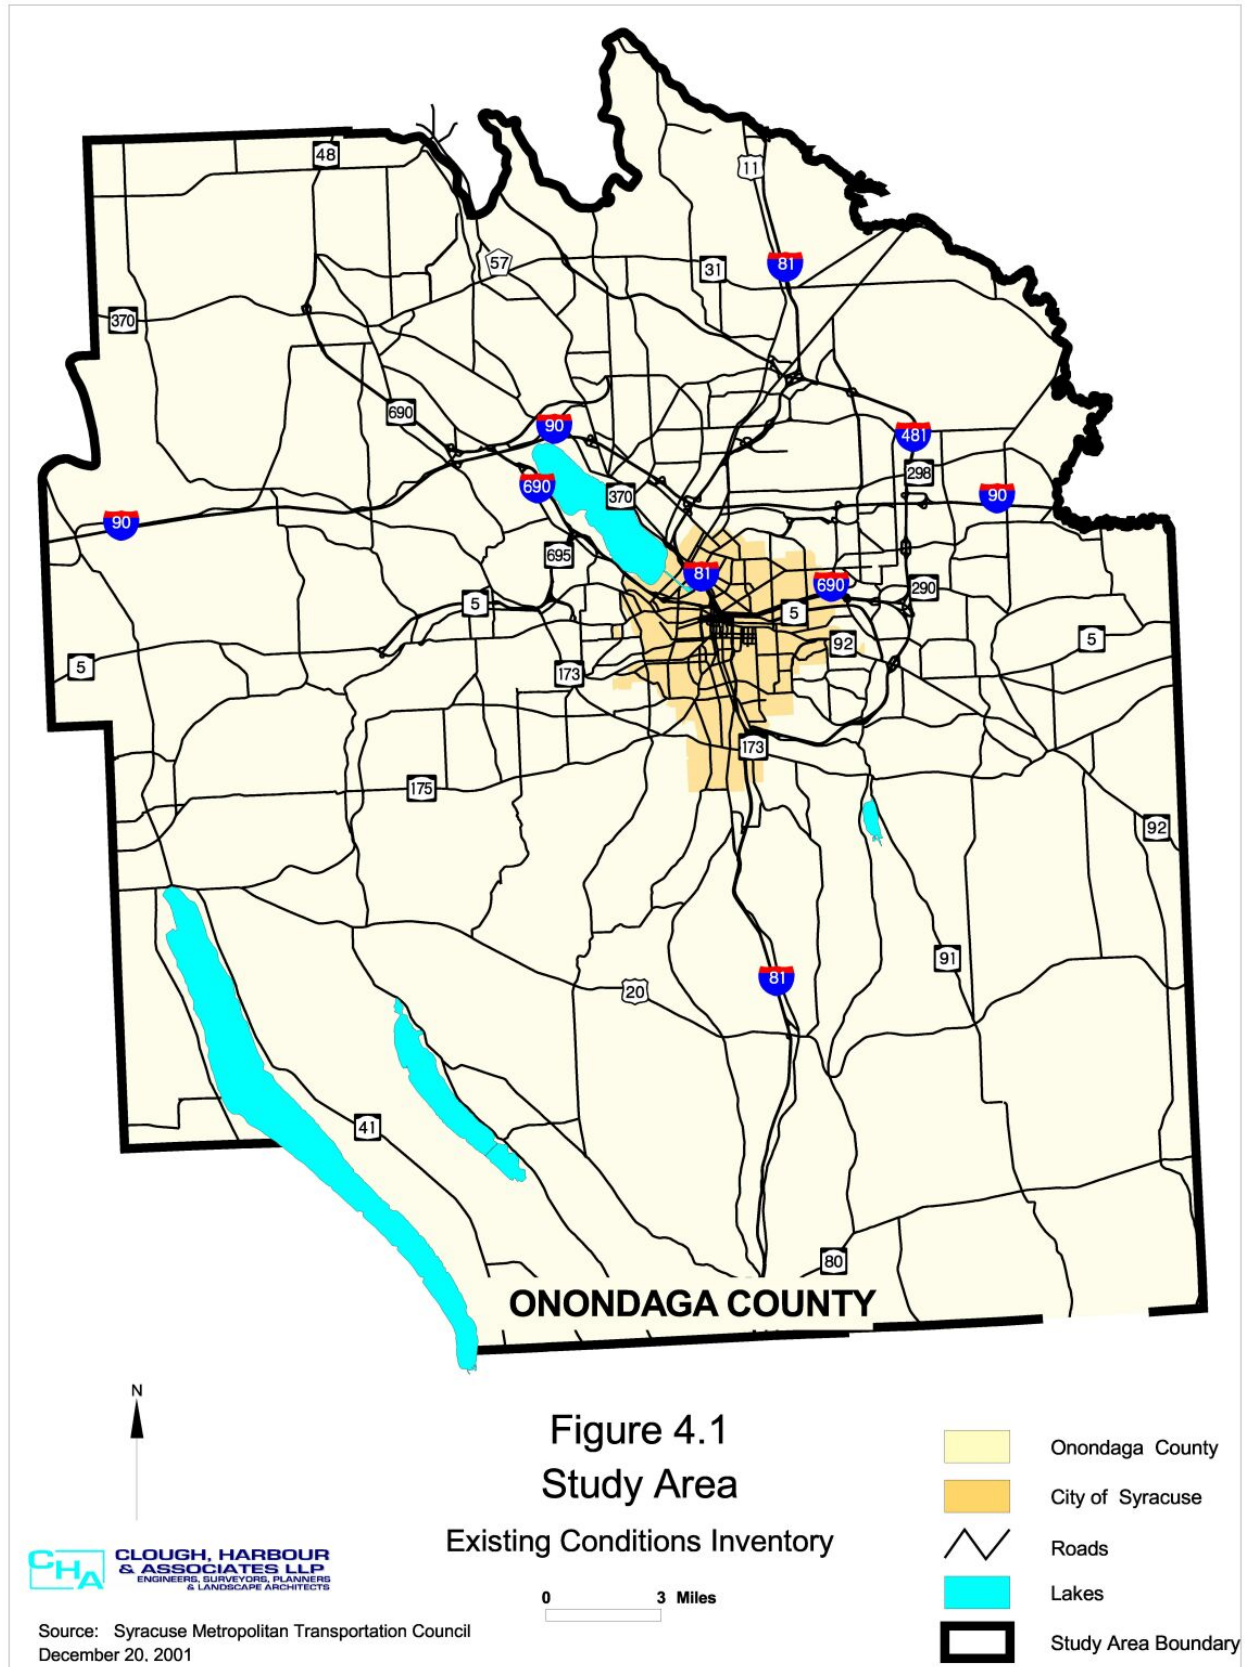 48
11
57
31
81
370
690
90
481
298
690
370
90
90
695
81
690
290
5
5
92
5
5
173
173
175
92
91
81
20
41
80
ONONDAGA COUNTY
N
Figure 4.1
Study Area
Existing Conditions Inventory
0 3 Miles
Onondaga County
City of Syracuse
Roads
Lakes
Study Area Boundary
CHA
CLOUGH, HARBOUR
& ASSOCIATES LLP
ENGINEERS, SURVEYORS, PLANNERS
& LANDSCAPE ARCHITECTS
Source: Syracuse Metropolitan Transportation Council
December 20, 2001